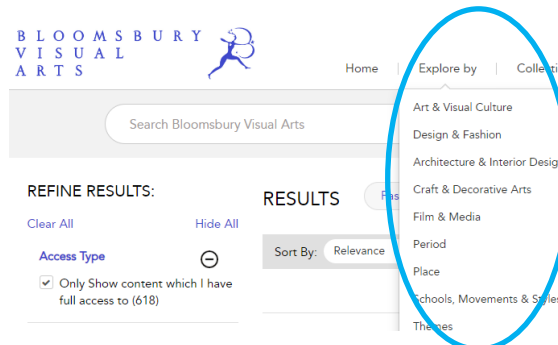 BLOOMSBURY
VISUAL
ARTS
Home
Explore by
Search Bloomsbury Visual Arts
Art & Visual Culture
Design & Fashion
Architecture & Interior Desig
Craft & Decorative Arts
Film & Media
Period
Place
Schools, Movements & Styles
Themes
REFINE RESULTS:
Clear All
Hide All
Access Type
Only Show content which I have
full access to (618)
RESULTS
Sort By: Relevance